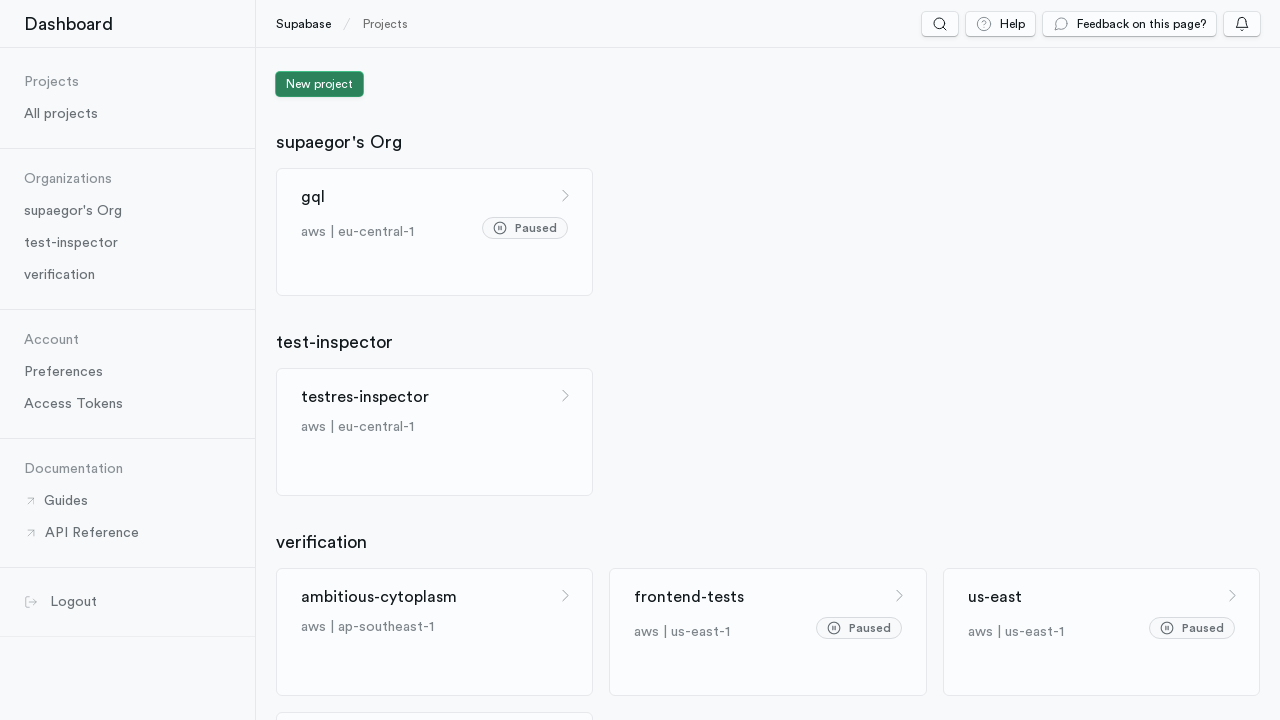 Dashboard
Supabase / Projects
Help
Feedback on this page?
Projects
All projects
Organizations
supaegor's Org
test-inspector
verification
Account
Preferences
Access Tokens
Documentation
Guides
API Reference
Logout
New project
supaegor's Org
gql
aws | eu-central-1
Paused
test-inspector
testres-inspector
aws | eu-central-1
verification
ambitious-cytoplasm
aws | ap-southeast-1
frontend-tests
aws | us-east-1
Paused
us-east
aws | us-east-1
Paused